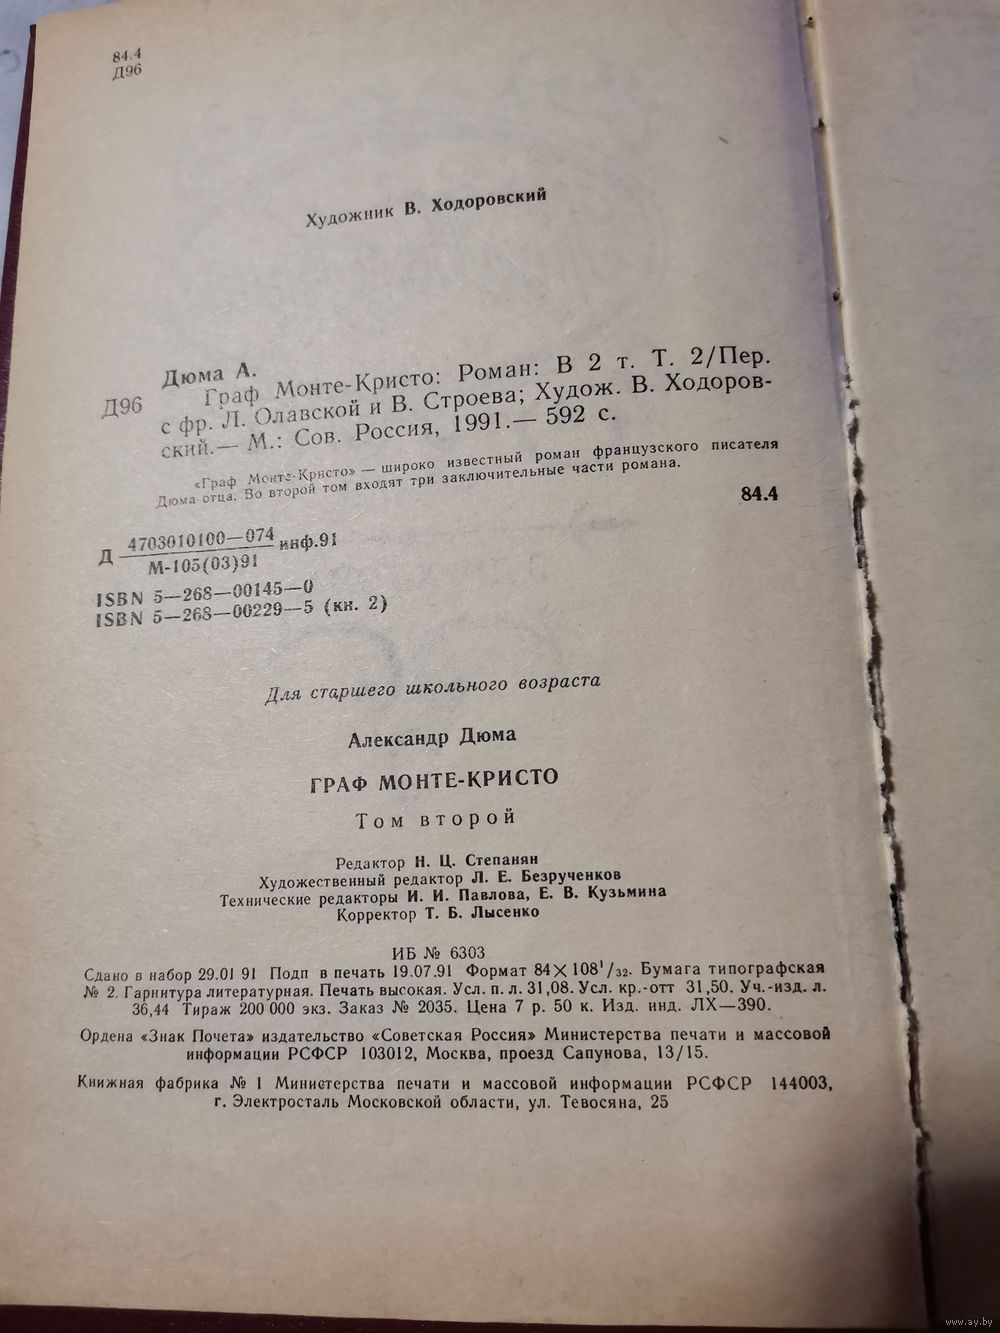 84.4
Д96
Художник В. Ходоровский
Дюма А.
Д96 Граф Монте-Кристо: Роман: В 2 т. Т. 2/Пер.
с фр. Л. Олавской и В. Строева; Худож. В. Ходоров-
ский.— М.: Сов. Россия, 1991.— 592 с.
«Граф Монте-Кристо» — широко известный роман французского писателя
Дюма-отца. Во второй том входят три заключительные части романа.
84.4
Д 4703010100—074 инф.91
М-105(03)91
ISBN 5—268—00145—0
ISBN 5—268—00229—5 (кн. 2)
Для старшего школьного возраста
Александр Дюма
ГРАФ МОНТЕ-КРИСТО
Том второй
Редактор Н. Ц. Степанян
Художественный редактор Л. Е. Безрученков
Технические редакторы И. И. Павлова, Е. В. Кузьмина
Корректор Т. Б. Лысенко
ИБ № 6303
Сдано в набор 29.01 91 Подп в печать 19.07.91 Формат 84×108¹/₃₂. Бумага типографская
№ 2. Гарнитура литературная. Печать высокая. Усл. п. л. 31,08. Усл. кр.-отт 31,50. Уч.-изд. л.
36,44 Тираж 200 000 экз. Заказ № 2035. Цена 7 р. 50 к. Изд. инд. ЛХ—390.
Ордена «Знак Почета» издательство «Советская Россия» Министерства печати и массовой
информации РСФСР 103012, Москва, проезд Сапунова, 13/15.
Книжная фабрика № 1 Министерства печати и массовой информации РСФСР 144003,
г. Электросталь Московской области, ул. Тевосяна, 25
www.ay.by